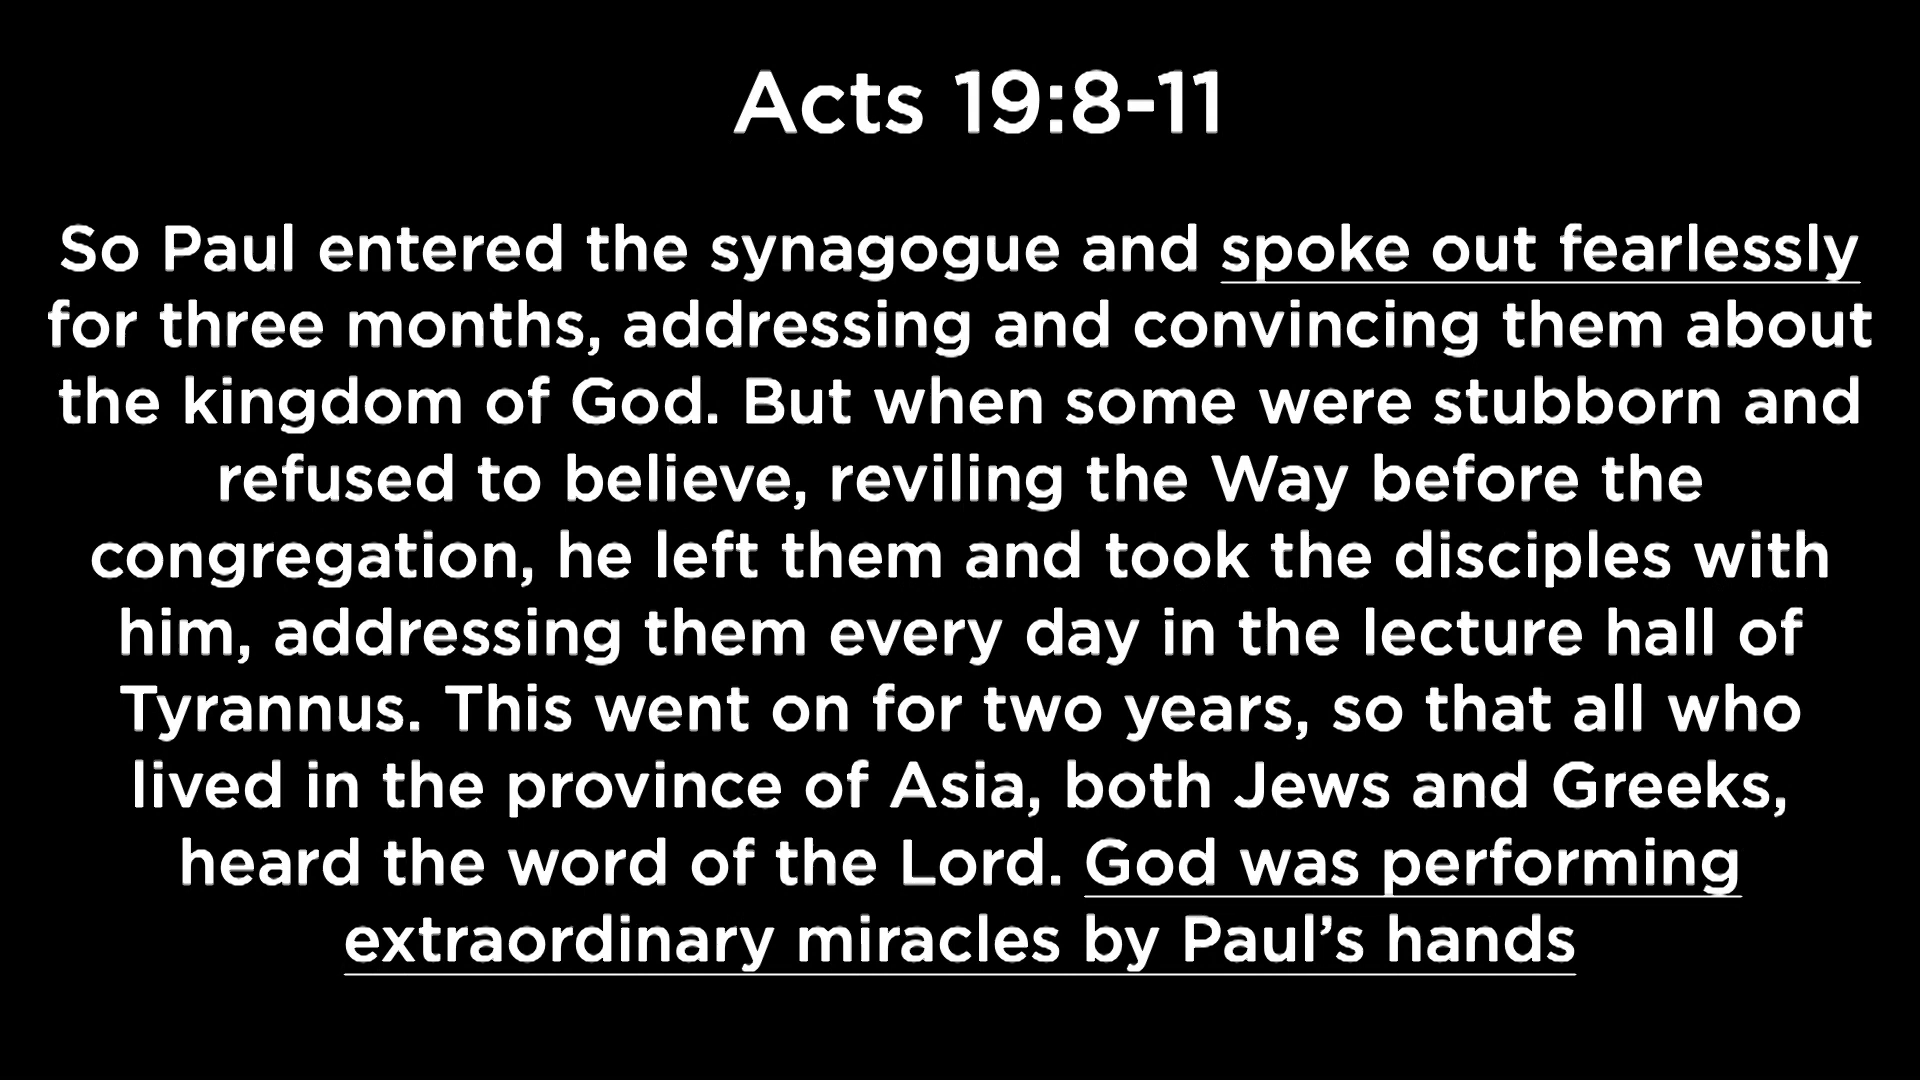 Acts 19:8-11
So Paul entered the synagogue and spoke out fearlessly
for three months, addressing and convincing them about
the kingdom of God. But when some were stubborn and
refused to believe, reviling the Way before the
congregation, he left them and took the disciples with
him, addressing them every day in the lecture hall of
Tyrannus. This went on for two years, so that all who
lived in the province of Asia, both Jews and Greeks,
heard the word of the Lord. God was performing
extraordinary miracles by Paul’s hands